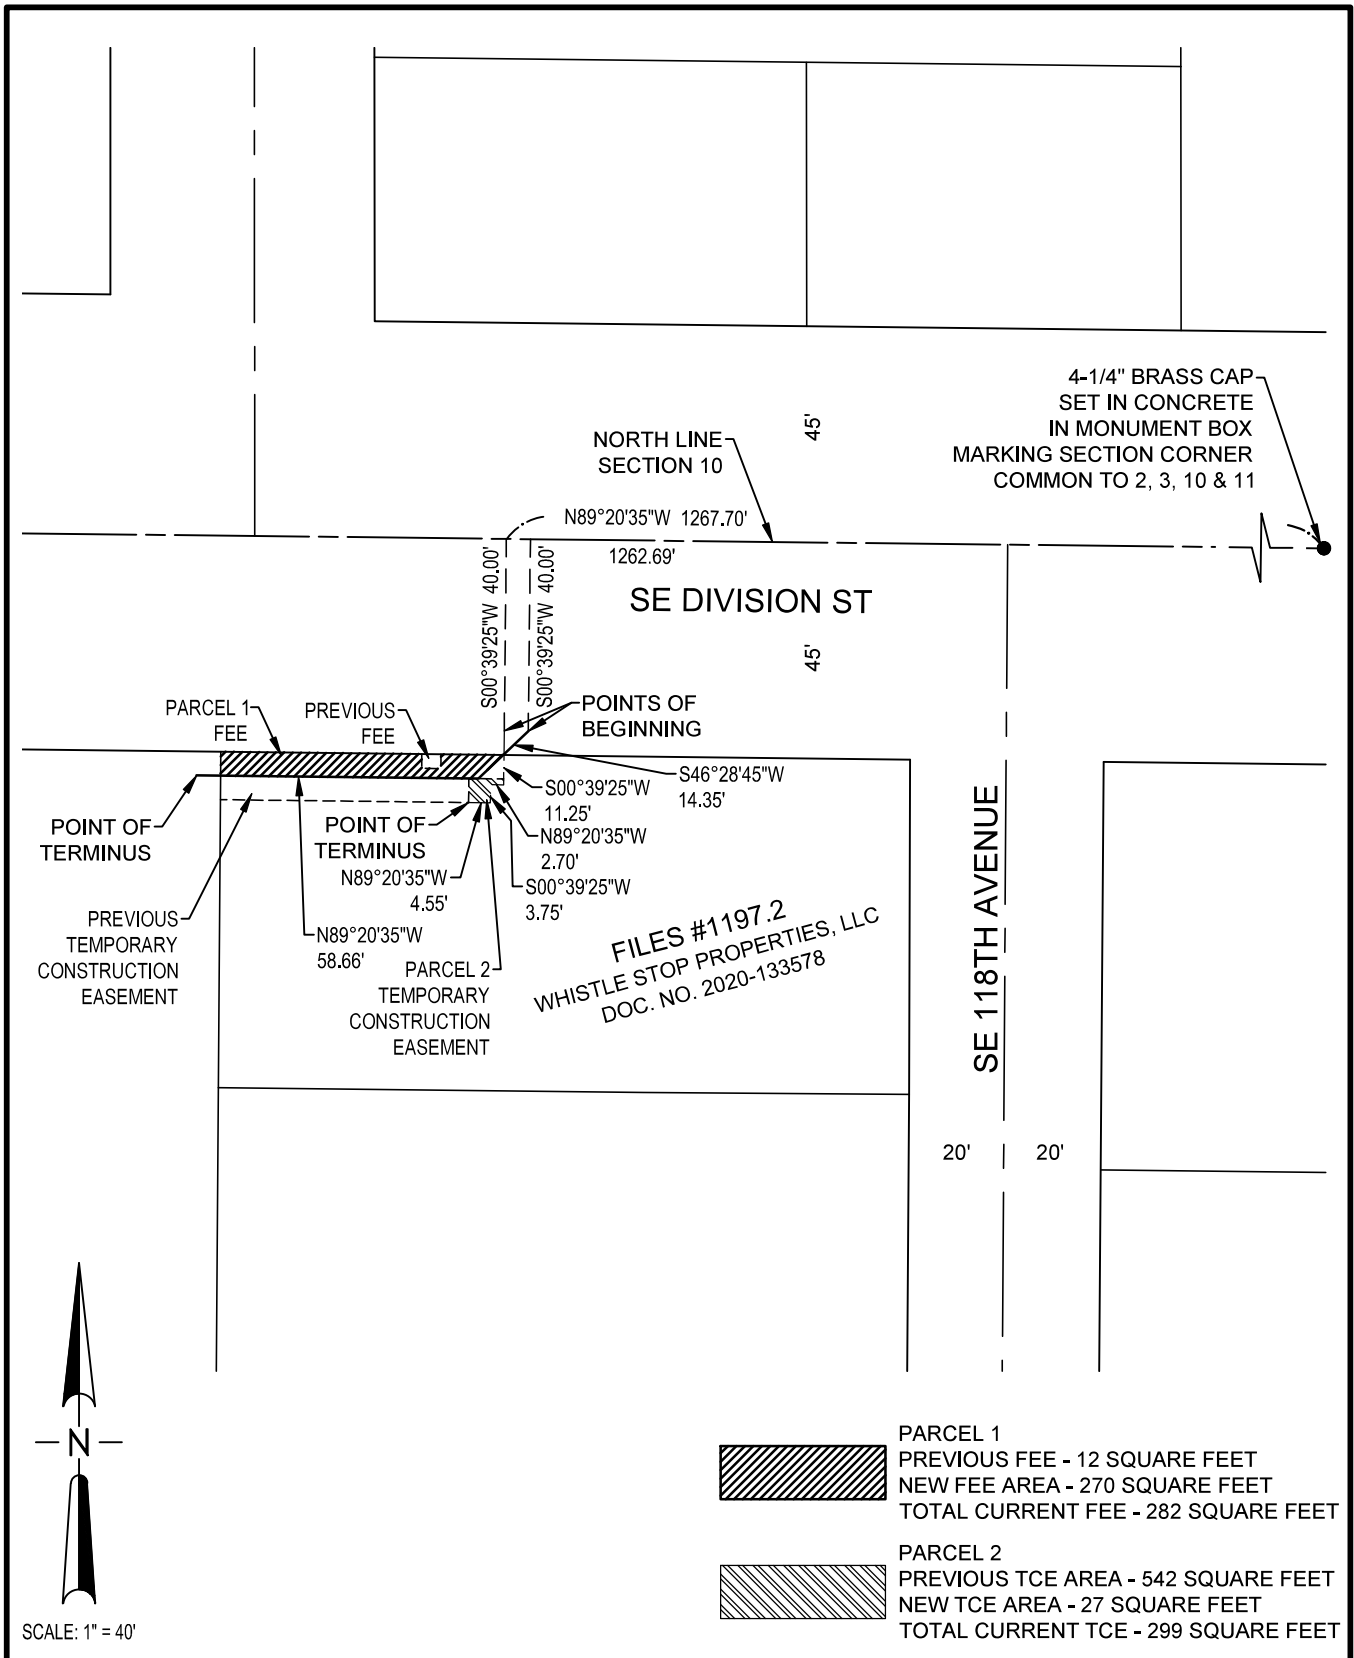 4-1/4" BRASS CAP
SET IN CONCRETE
IN MONUMENT BOX
MARKING SECTION CORNER
COMMON TO 2, 3, 10 & 11
45'
NORTH LINE
SECTION 10
N89°20'35"W 1267.70'
1262.69'
S00°39'25"W 40.00'
S00°39'25"W 40.00'
SE DIVISION ST
45'
PARCEL 1
FEE
PREVIOUS
FEE
POINTS OF
BEGINNING
S46°28'45"W
14.35'
S00°39'25"W
11.25'
POINT OF
TERMINUS
POINT OF
TERMINUS
N89°20'35"W
2.70'
N89°20'35"W
4.55'
S00°39'25"W
3.75'
PREVIOUS
TEMPORARY
CONSTRUCTION
EASEMENT
N89°20'35"W
58.66'
PARCEL 2
TEMPORARY
CONSTRUCTION
EASEMENT
FILES #1197.2
WHISTLE STOP PROPERTIES, LLC
DOC. NO. 2020-133578
SE 118TH AVENUE
20'
20'
N
SCALE: 1" = 40'
PARCEL 1
PREVIOUS FEE - 12 SQUARE FEET
NEW FEE AREA - 270 SQUARE FEET
TOTAL CURRENT FEE - 282 SQUARE FEET
PARCEL 2
PREVIOUS TCE AREA - 542 SQUARE FEET
NEW TCE AREA - 27 SQUARE FEET
TOTAL CURRENT TCE - 299 SQUARE FEET